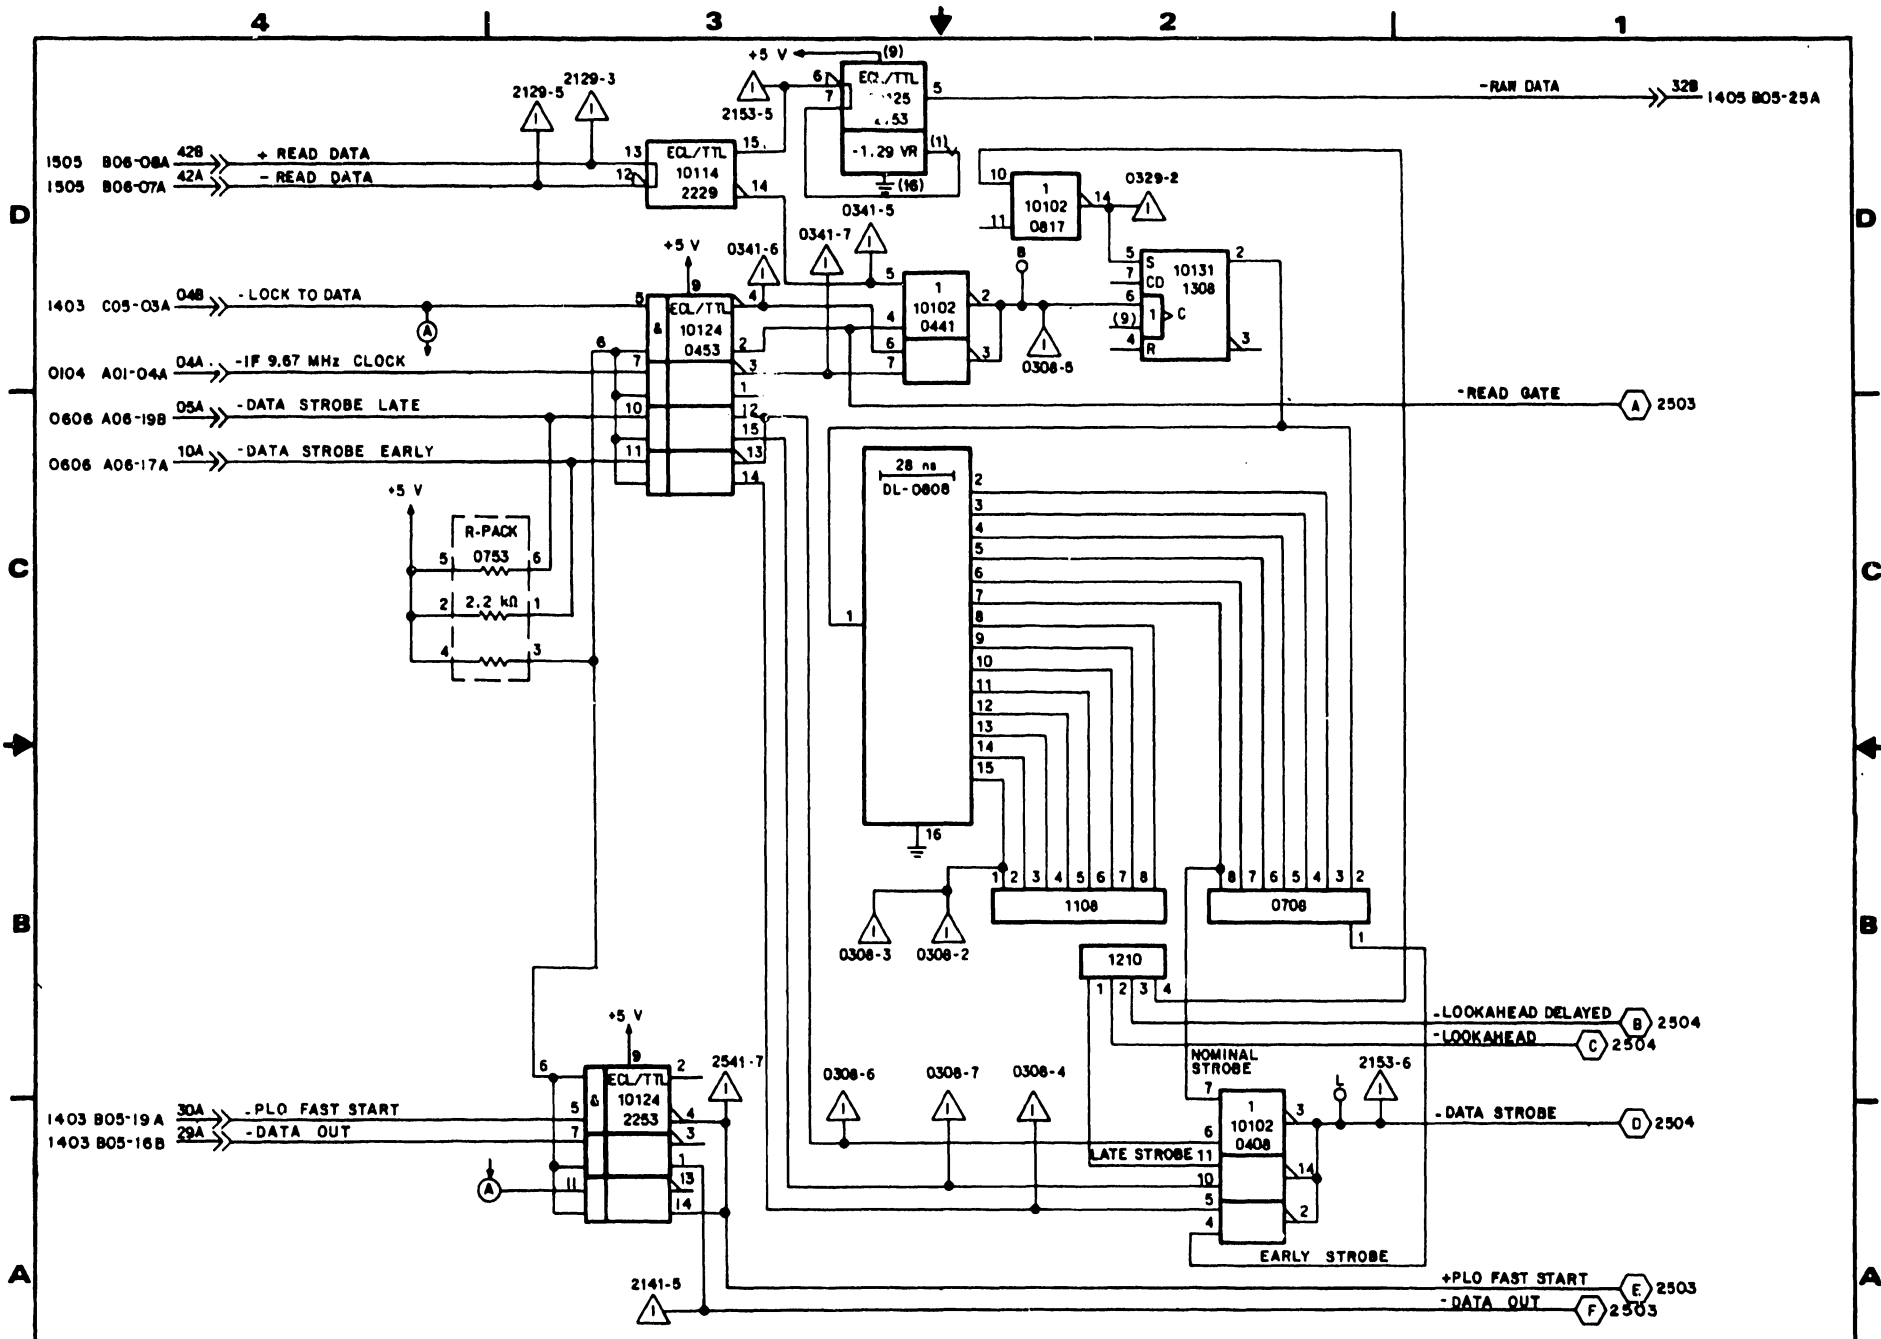 4 3 2 1
+5 V (9)
2129-5 2129-3 6 ECL/TTL 5 -RAW DATA 32B 1405 B05-25A
7 2153-5
-1.29 VR (1)
(16)
1505 B06-08A 42B + READ DATA 13 ECL/TTL 15
1505 B06-07A 42A - READ DATA 12 10114 14
2229
10 1 14 0329-2
10102
11 0817
D D
0341-5
+5 V 0341-6 0341-7
B
5 S 10131 2
7 CD 1308
6 1 C
(9)
4 R 3
1403 C05-03A 04B -LOCK TO DATA 5 9 ECL/TTL 4
A & 10124
6 0453 2
5 1 2
4 10102
0441
6 3
7
0308-5
0104 A01-04A 04A -IF 9.67 MHz CLOCK 7 3
1
-READ GATE A 2503
0606 A06-19B 05A -DATA STROBE LATE 10 12
15
0606 A06-17A 10A -DATA STROBE EARLY 11 13
14
+5 V
R-PACK
5 0753 6
2 2.2 kΩ 1
4 3
C C
28 ns
DL-0808
1
2
3
4
5
6
7
8
9
10
11
12
13
14
15
16
1 2 3 4 5 6 7 8
1108
8 7 6 5 4 3 2
0708
1
B B
0308-3 0308-2
1210
1 2 3 4
-LOOKAHEAD DELAYED B 2504
-LOOKAHEAD C 2504
+5 V
6 9 2 2541-7
ECL/TTL
& 10124
2253
1403 B05-19A 30A -PLO FAST START 5 4
1403 B05-16B 29A -DATA OUT 7 3
1
A 11 13
14
0308-6 0308-7 0308-4
NOMINAL
STROBE
7 1 3 L 2153-6
10102
6 0408
-DATA STROBE D 2504
LATE STROBE 11 14
10
5 2
4
EARLY STROBE
A A
2141-5
+PLO FAST START E 2503
-DATA OUT F 2503